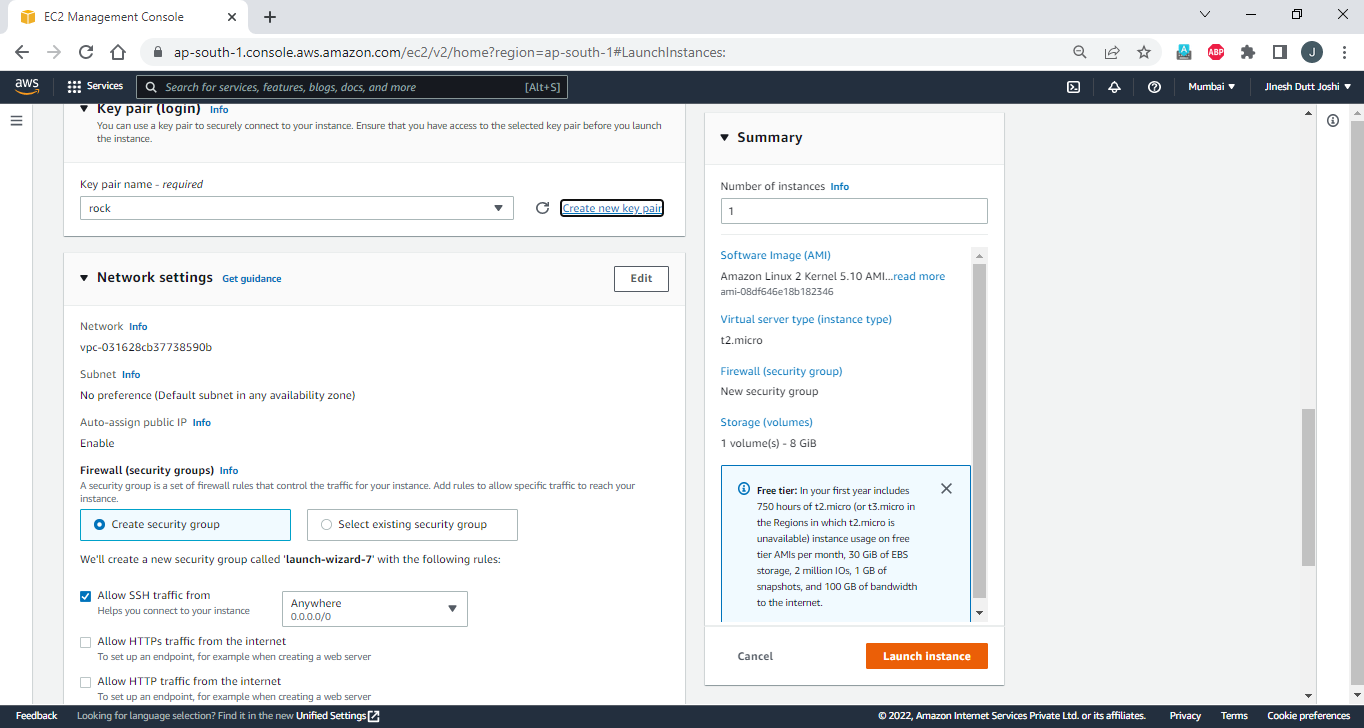 EC2 Management Console
ap-south-1.console.aws.amazon.com/ec2/v2/home?region=ap-south-1#LaunchInstances:
ABP
J
aws
Services
Search for services, features, blogs, docs, and more
[Alt+S]
Mumbai
Jinesh Dutt Joshi
Key pair (login) Info
You can use a key pair to securely connect to your instance. Ensure that you have access to the selected key pair before you launch
the instance.
Key pair name - required
rock
Create new key pair
Network settings Get guidance
Edit
Network Info
vpc-031628cb37738590b
Subnet Info
No preference (Default subnet in any availability zone)
Auto-assign public IP Info
Enable
Firewall (security groups) Info
A security group is a set of firewall rules that control the traffic for your instance. Add rules to allow specific traffic to reach your
instance.
Create security group
Select existing security group
We'll create a new security group called 'launch-wizard-7' with the following rules:
Allow SSH traffic from
Helps you connect to your instance
Anywhere
0.0.0.0/0
Allow HTTPs traffic from the internet
To set up an endpoint, for example when creating a web server
Allow HTTP traffic from the internet
To set up an endpoint, for example when creating a web server
Summary
Number of instances Info
1
Software Image (AMI)
Amazon Linux 2 Kernel 5.10 AMI...read more
ami-08df646e18b182346
Virtual server type (instance type)
t2.micro
Firewall (security group)
New security group
Storage (volumes)
1 volume(s) - 8 GiB
Free tier: In your first year includes
750 hours of t2.micro (or t3.micro in
the Regions in which t2.micro is
unavailable) instance usage on free
tier AMIs per month, 30 GiB of EBS
storage, 2 million IOs, 1 GB of
snapshots, and 100 GB of bandwidth
to the internet.
Cancel
Launch instance
Feedback
Looking for language selection? Find it in the new Unified Settings
© 2022, Amazon Internet Services Private Ltd. or its affiliates.
Privacy
Terms
Cookie preferences